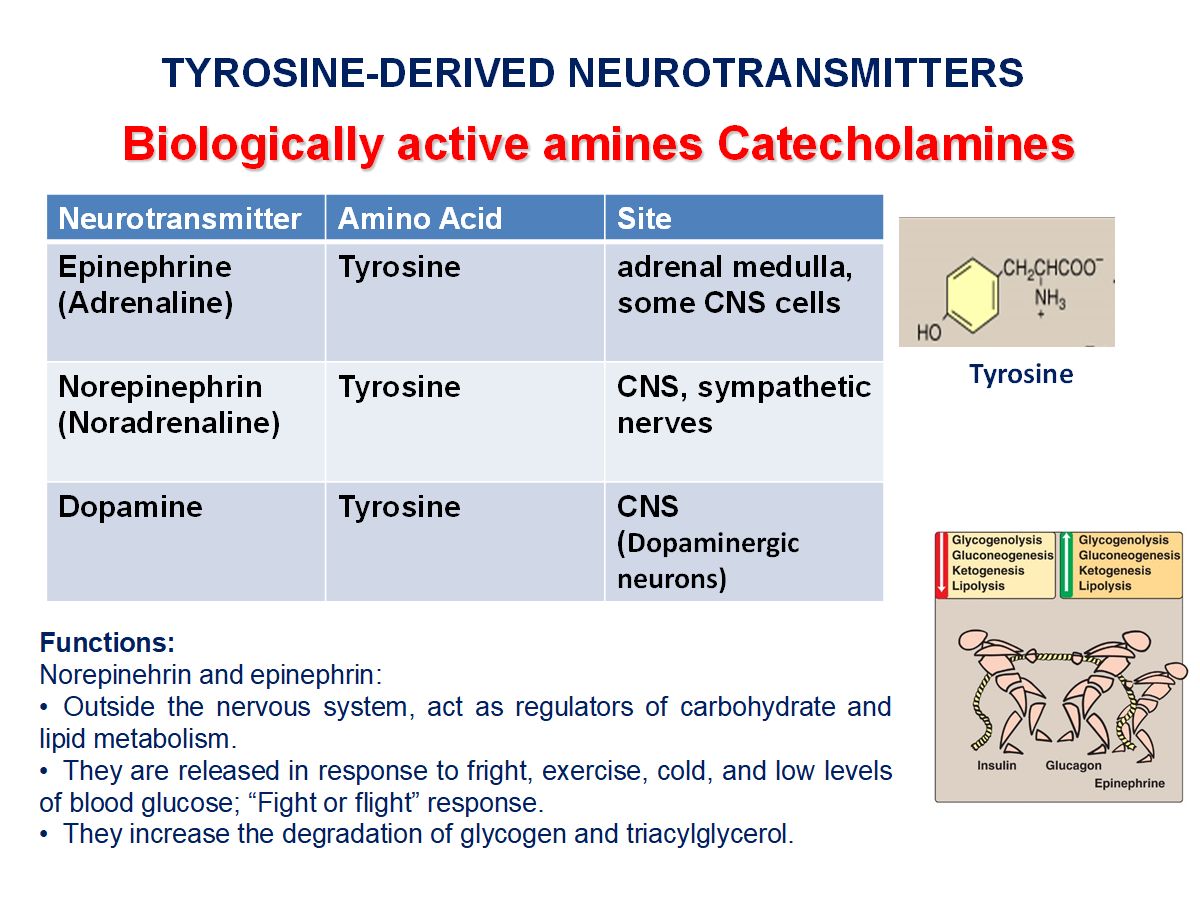 TYROSINE-DERIVED NEUROTRANSMITTERS
Biologically active amines Catecholamines
Neurotransmitter Amino Acid Site
Epinephrine
(Adrenaline)
Tyrosine
adrenal medulla,
some CNS cells
Norepinephrin
(Noradrenaline)
Tyrosine
CNS, sympathetic
nerves
Dopamine
Tyrosine
CNS
(Dopaminergic
neurons)
CH₂CHCOO⁻
NH₃
+
HO
Tyrosine
Functions:
Norepinehrin and epinephrin:
• Outside the nervous system, act as regulators of carbohydrate and
lipid metabolism.
• They are released in response to fright, exercise, cold, and low levels
of blood glucose; “Fight or flight” response.
• They increase the degradation of glycogen and triacylglycerol.
Glycogenolysis
Gluconeogenesis
Ketogenesis
Lipolysis
Glycogenolysis
Gluconeogenesis
Ketogenesis
Lipolysis
Insulin Glucagon
Epinephrine